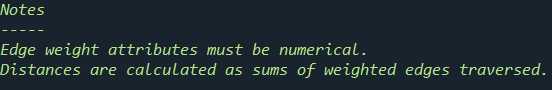 Notes
-----
Edge weight attributes must be numerical.
Distances are calculated as sums of weighted edges traversed.